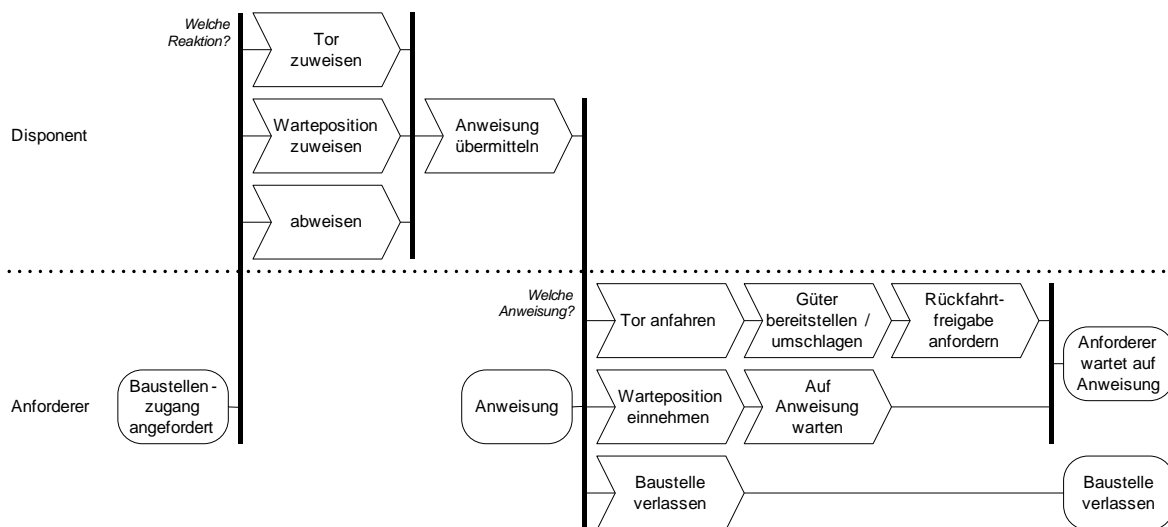 Welche
Reaktion?
Tor
zuweisen
Disponent
Warteposition
zuweisen
Anweisung
übermitteln
abweisen
Welche
Anweisung?
Tor anfahren
Güter
bereitstellen /
umschlagen
Rückfahrt-
freigabe
anfordern
Anforderer
wartet auf
Anweisung
Anforderer
Baustellen-
zugang
angefordert
Anweisung
Warteposition
einnehmen
Auf
Anweisung
warten
Baustelle
verlassen
Baustelle
verlassen